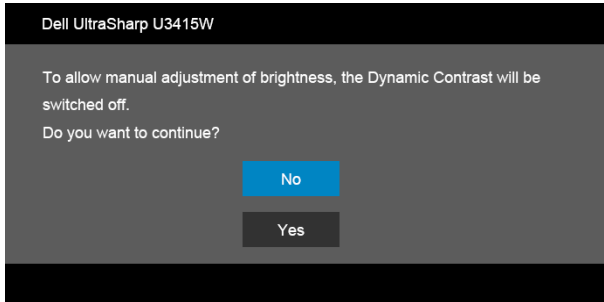 Dell UltraSharp U3415W
To allow manual adjustment of brightness, the Dynamic Contrast will be
switched off.
Do you want to continue?
No
Yes